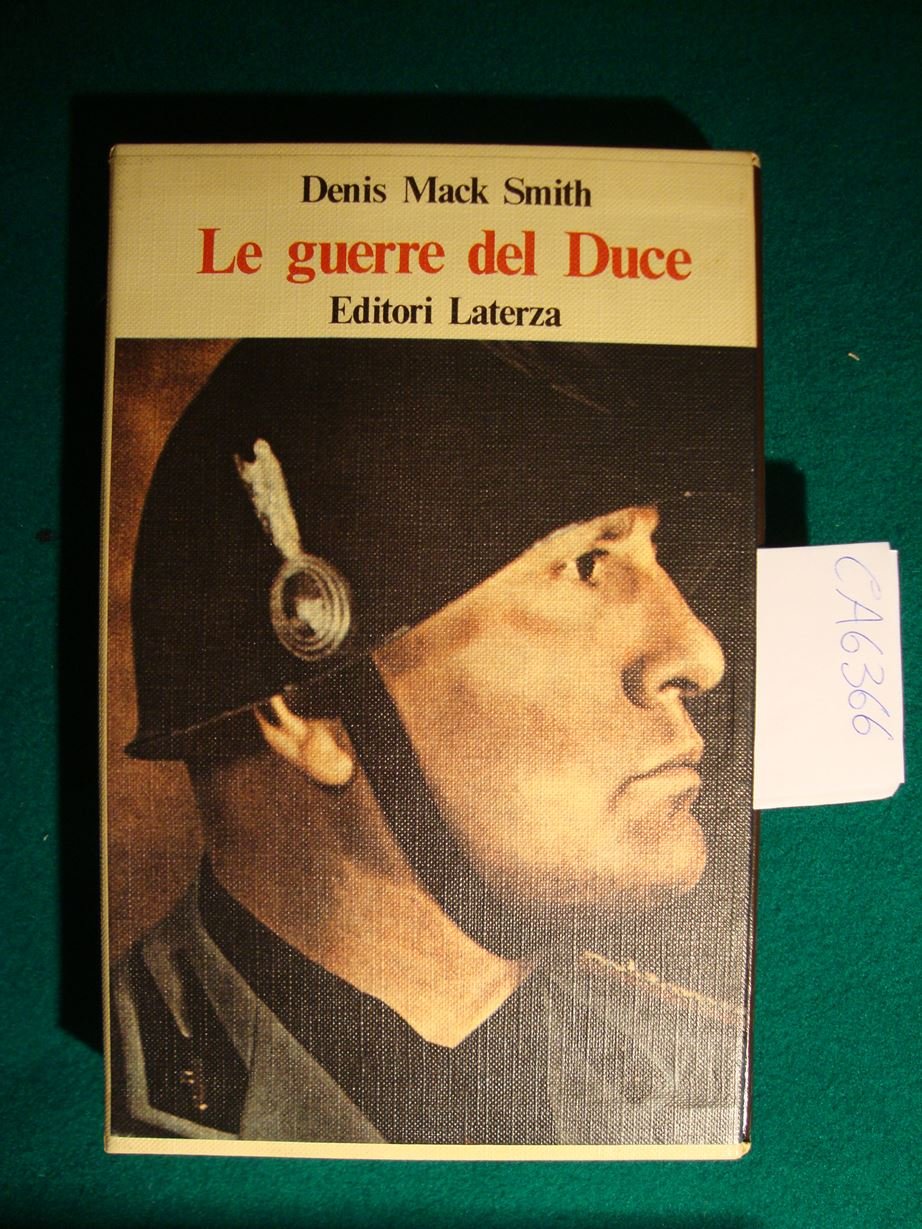 Denis Mack Smith
Le guerre del Duce
Editori Laterza
CA6366